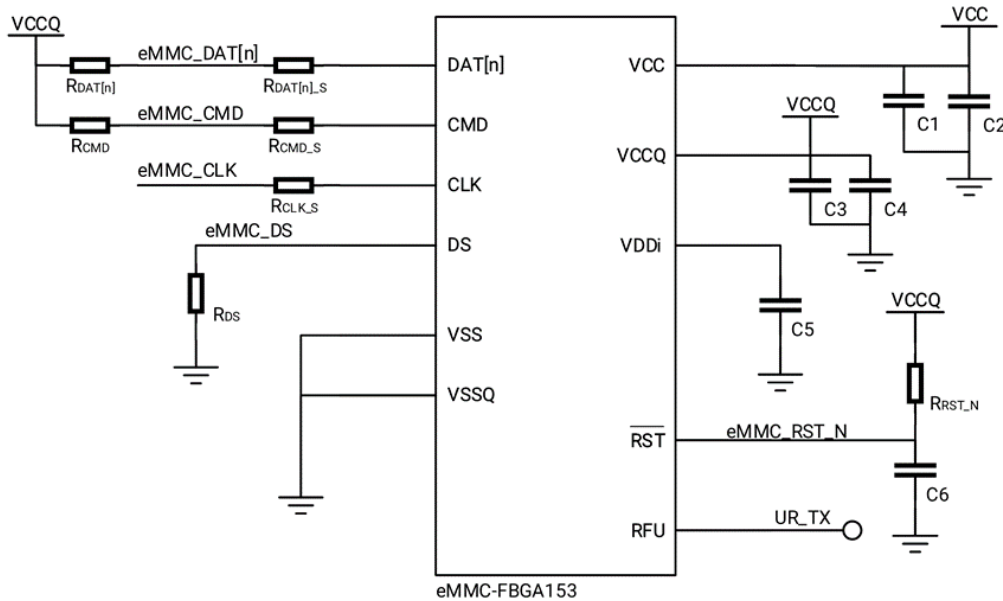 VCCQ
eMMC_DAT[n]
RDAT[n]
RDAT[n]_S
DAT[n]
eMMC_CMD
RCMD
RCMD_S
CMD
eMMC_CLK
RCLK_S
CLK
eMMC_DS
DS
RDS
VSS
VSSQ
VCC
VCC
C1
C2
VCCQ
VCCQ
C3
C4
VDDi
C5
VCCQ
RRST_N
RST
eMMC_RST_N
C6
RFU
UR_TX
eMMC-FBGA153